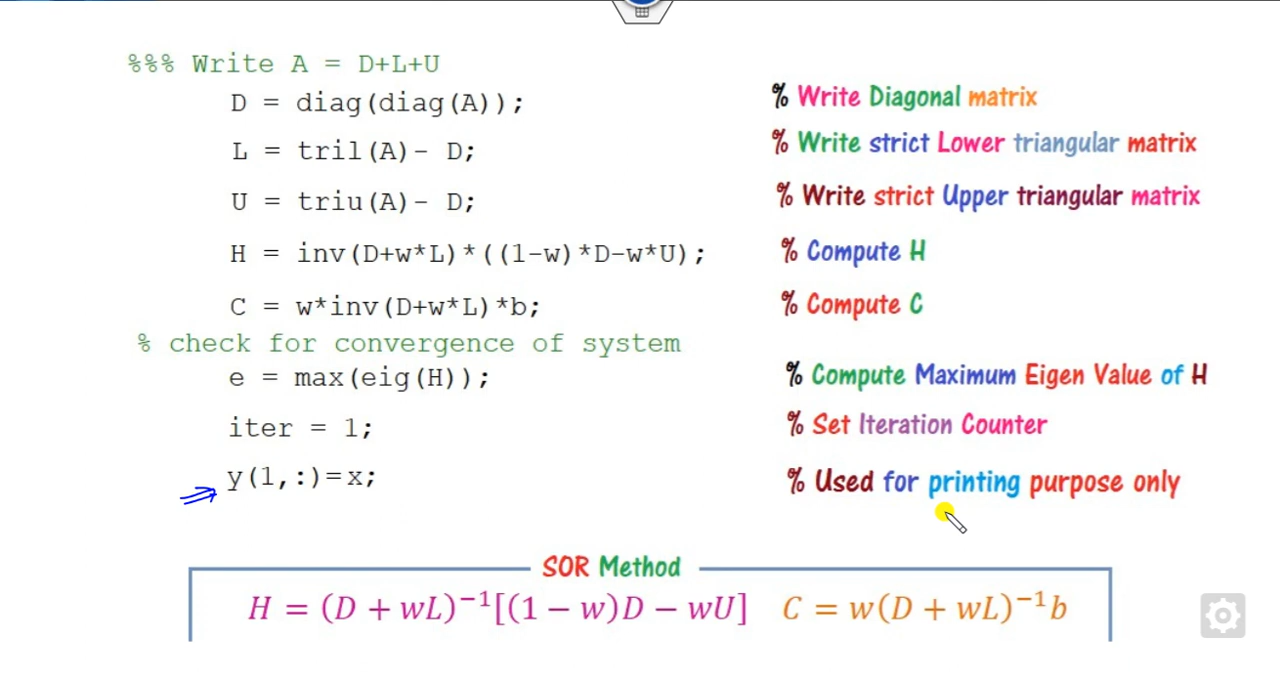 %%% Write A = D+L+U
D = diag(diag(A)); % Write Diagonal matrix
L = tril(A)- D; % Write strict Lower triangular matrix
U = triu(A)- D; % Write strict Upper triangular matrix
H = inv(D+w*L)*((1-w)*D-w*U); % Compute H
C = w*inv(D+w*L)*b; % Compute C
% check for convergence of system
e = max(eig(H)); % Compute Maximum Eigen Value of H
iter = 1; % Set Iteration Counter
y(1,:)=x; % Used for printing purpose only
SOR Method
H = (D + wL)⁻¹[(1 − w)D − wU] C = w(D + wL)⁻¹b